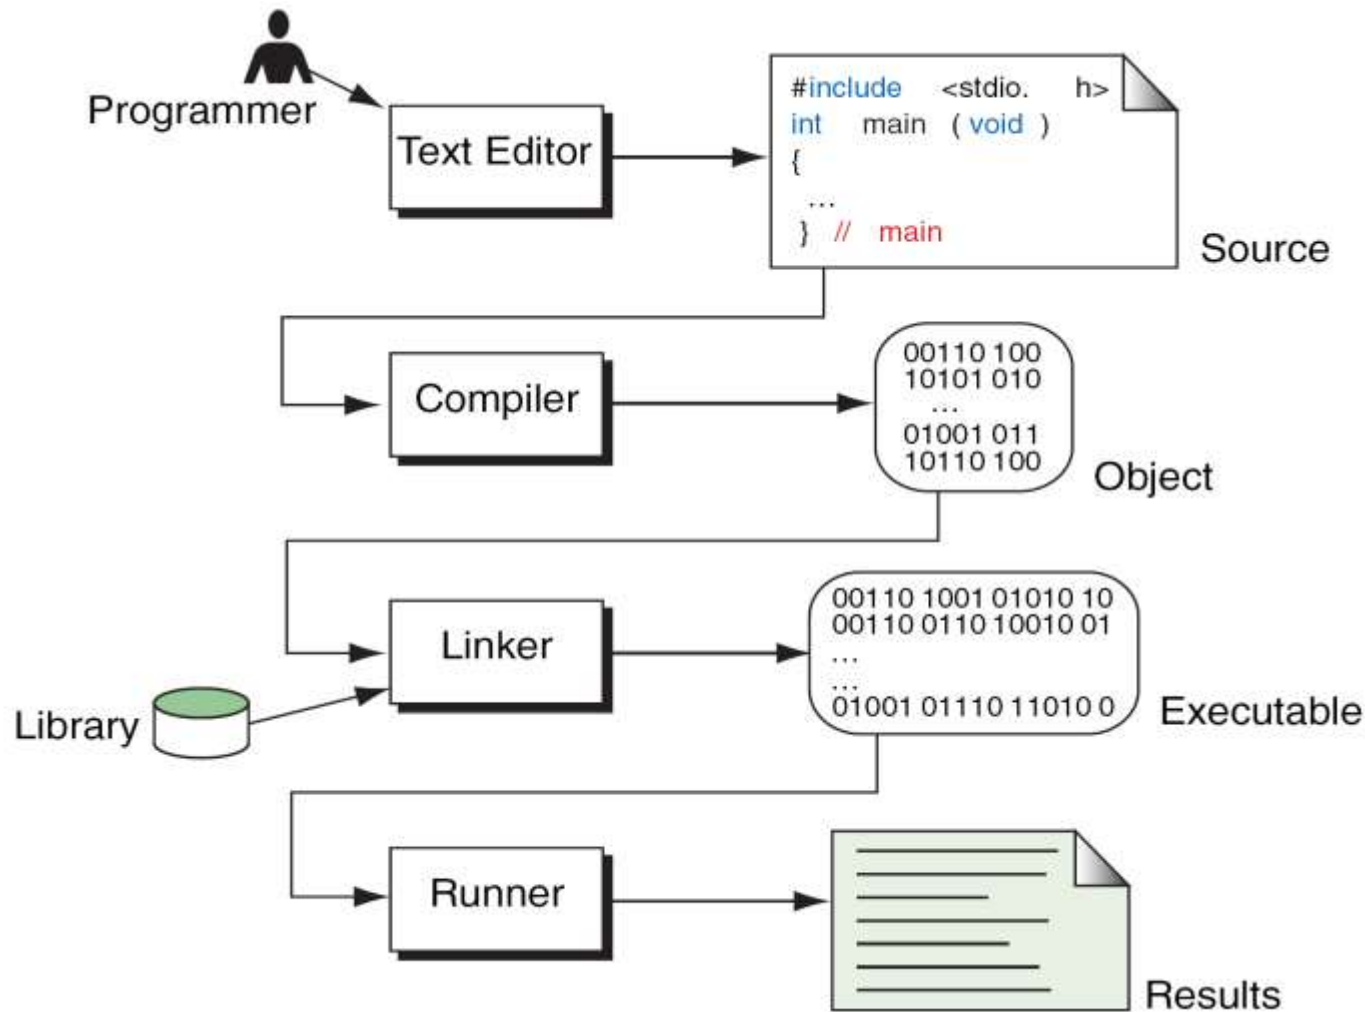 Programmer
Text Editor
#include <stdio. h>
int main ( void )
{
...
} // main
Source
Compiler
00110 100
10101 010
...
01001 011
10110 100
Object
Linker
Library
00110 1001 01010 10
00110 0110 10010 01
...
...
01001 01110 11010 0
Executable
Runner
Results